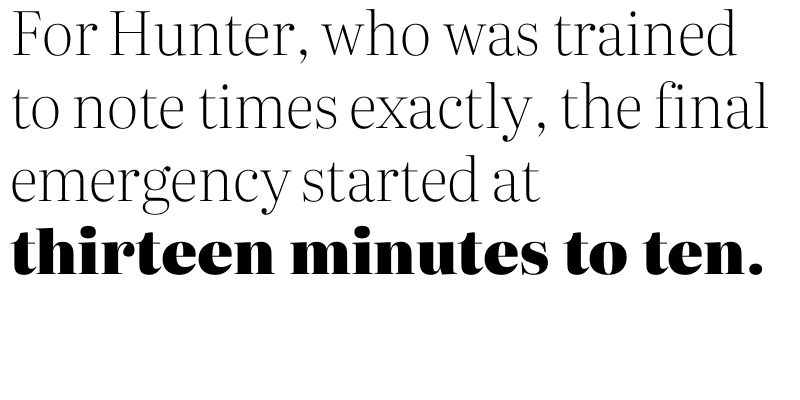 For Hunter, who was trained
to note times exactly, the final
emergency started at
thirteen minutes to ten.